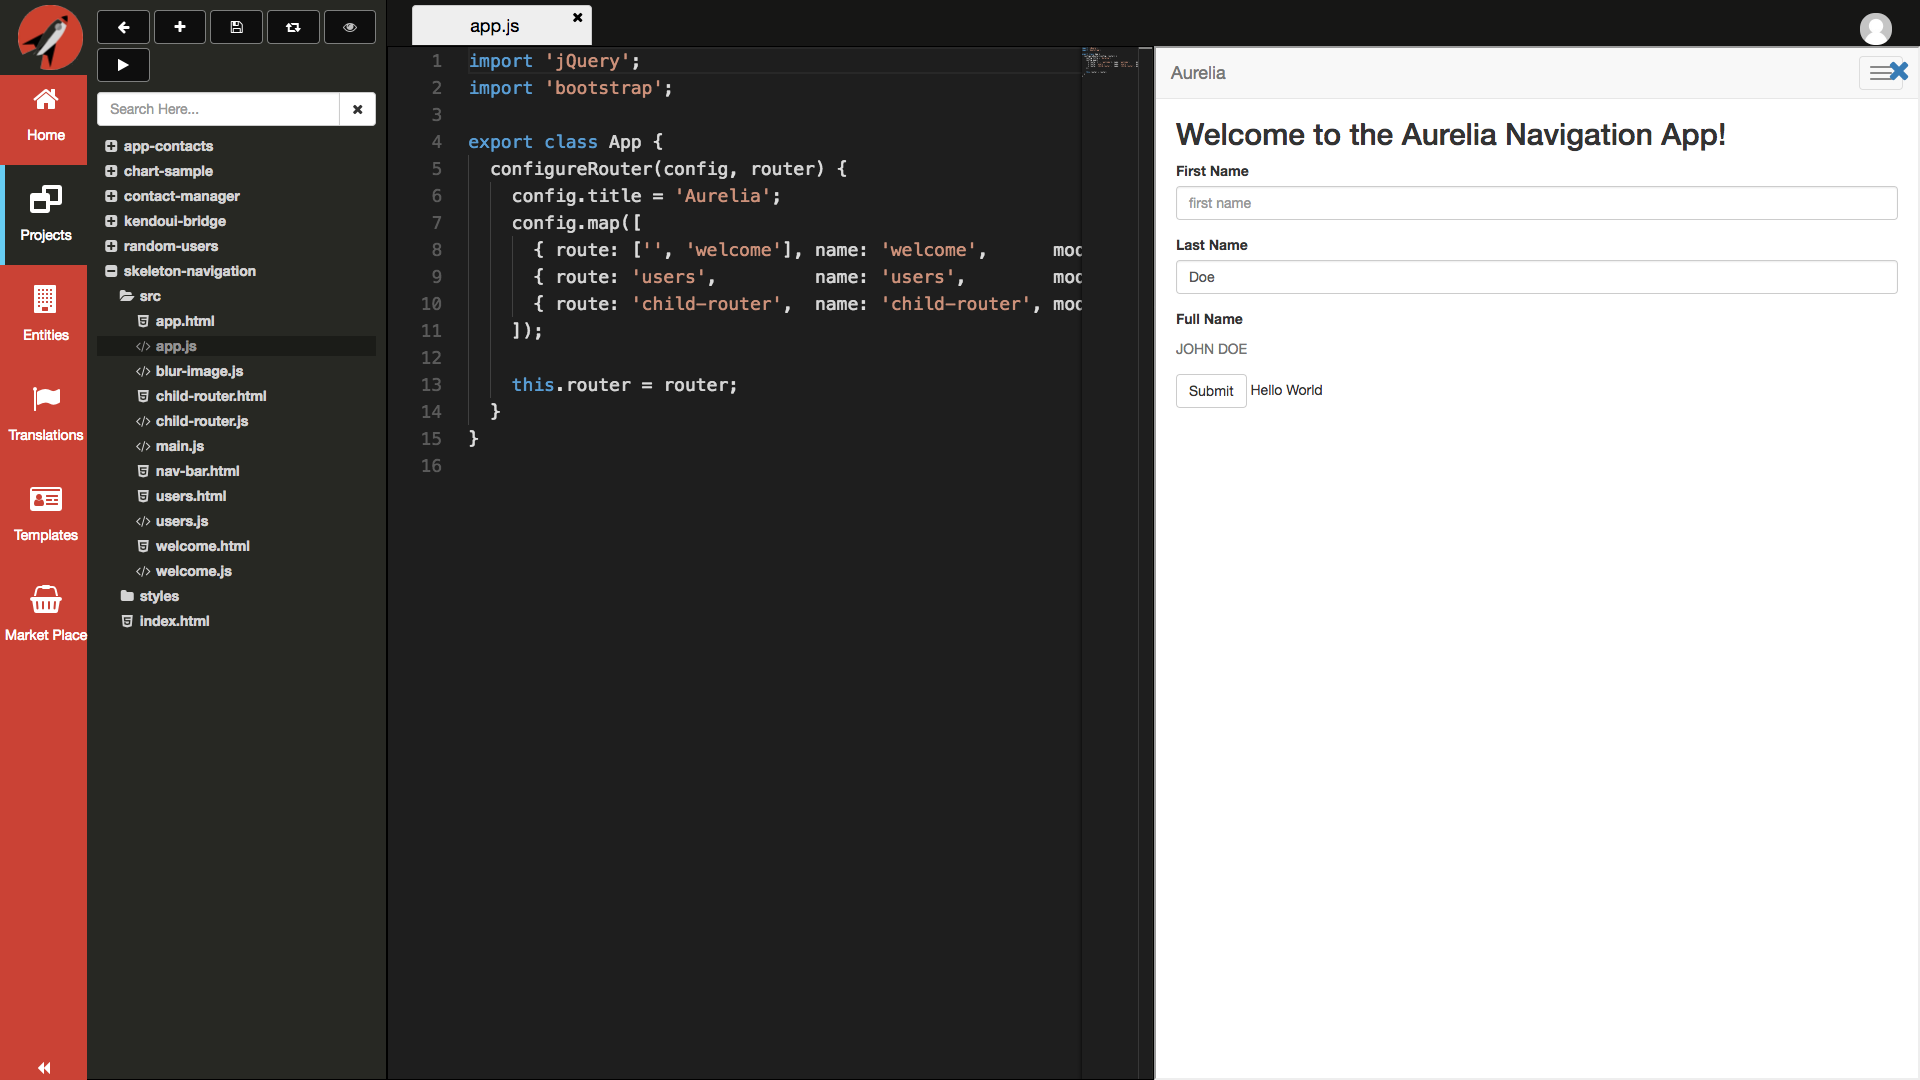 Home
Projects
Entities
Translations
Templates
Market Place
Search Here...
app-contacts
chart-sample
contact-manager
kendoui-bridge
random-users
skeleton-navigation
src
app.html
app.js
blur-image.js
child-router.html
child-router.js
main.js
nav-bar.html
users.html
users.js
welcome.html
welcome.js
styles
index.html
app.js
1 import 'jQuery';
2 import 'bootstrap';
3
4 export class App {
5 configureRouter(config, router) {
6 config.title = 'Aurelia';
7 config.map([
8 { route: ['', 'welcome'], name: 'welcome', mod
9 { route: 'users', name: 'users', mod
10 { route: 'child-router', name: 'child-router', mod
11 ]);
12
13 this.router = router;
14 }
15 }
16
Aurelia
Welcome to the Aurelia Navigation App!
First Name
first name
Last Name
Doe
Full Name
JOHN DOE
Submit Hello World